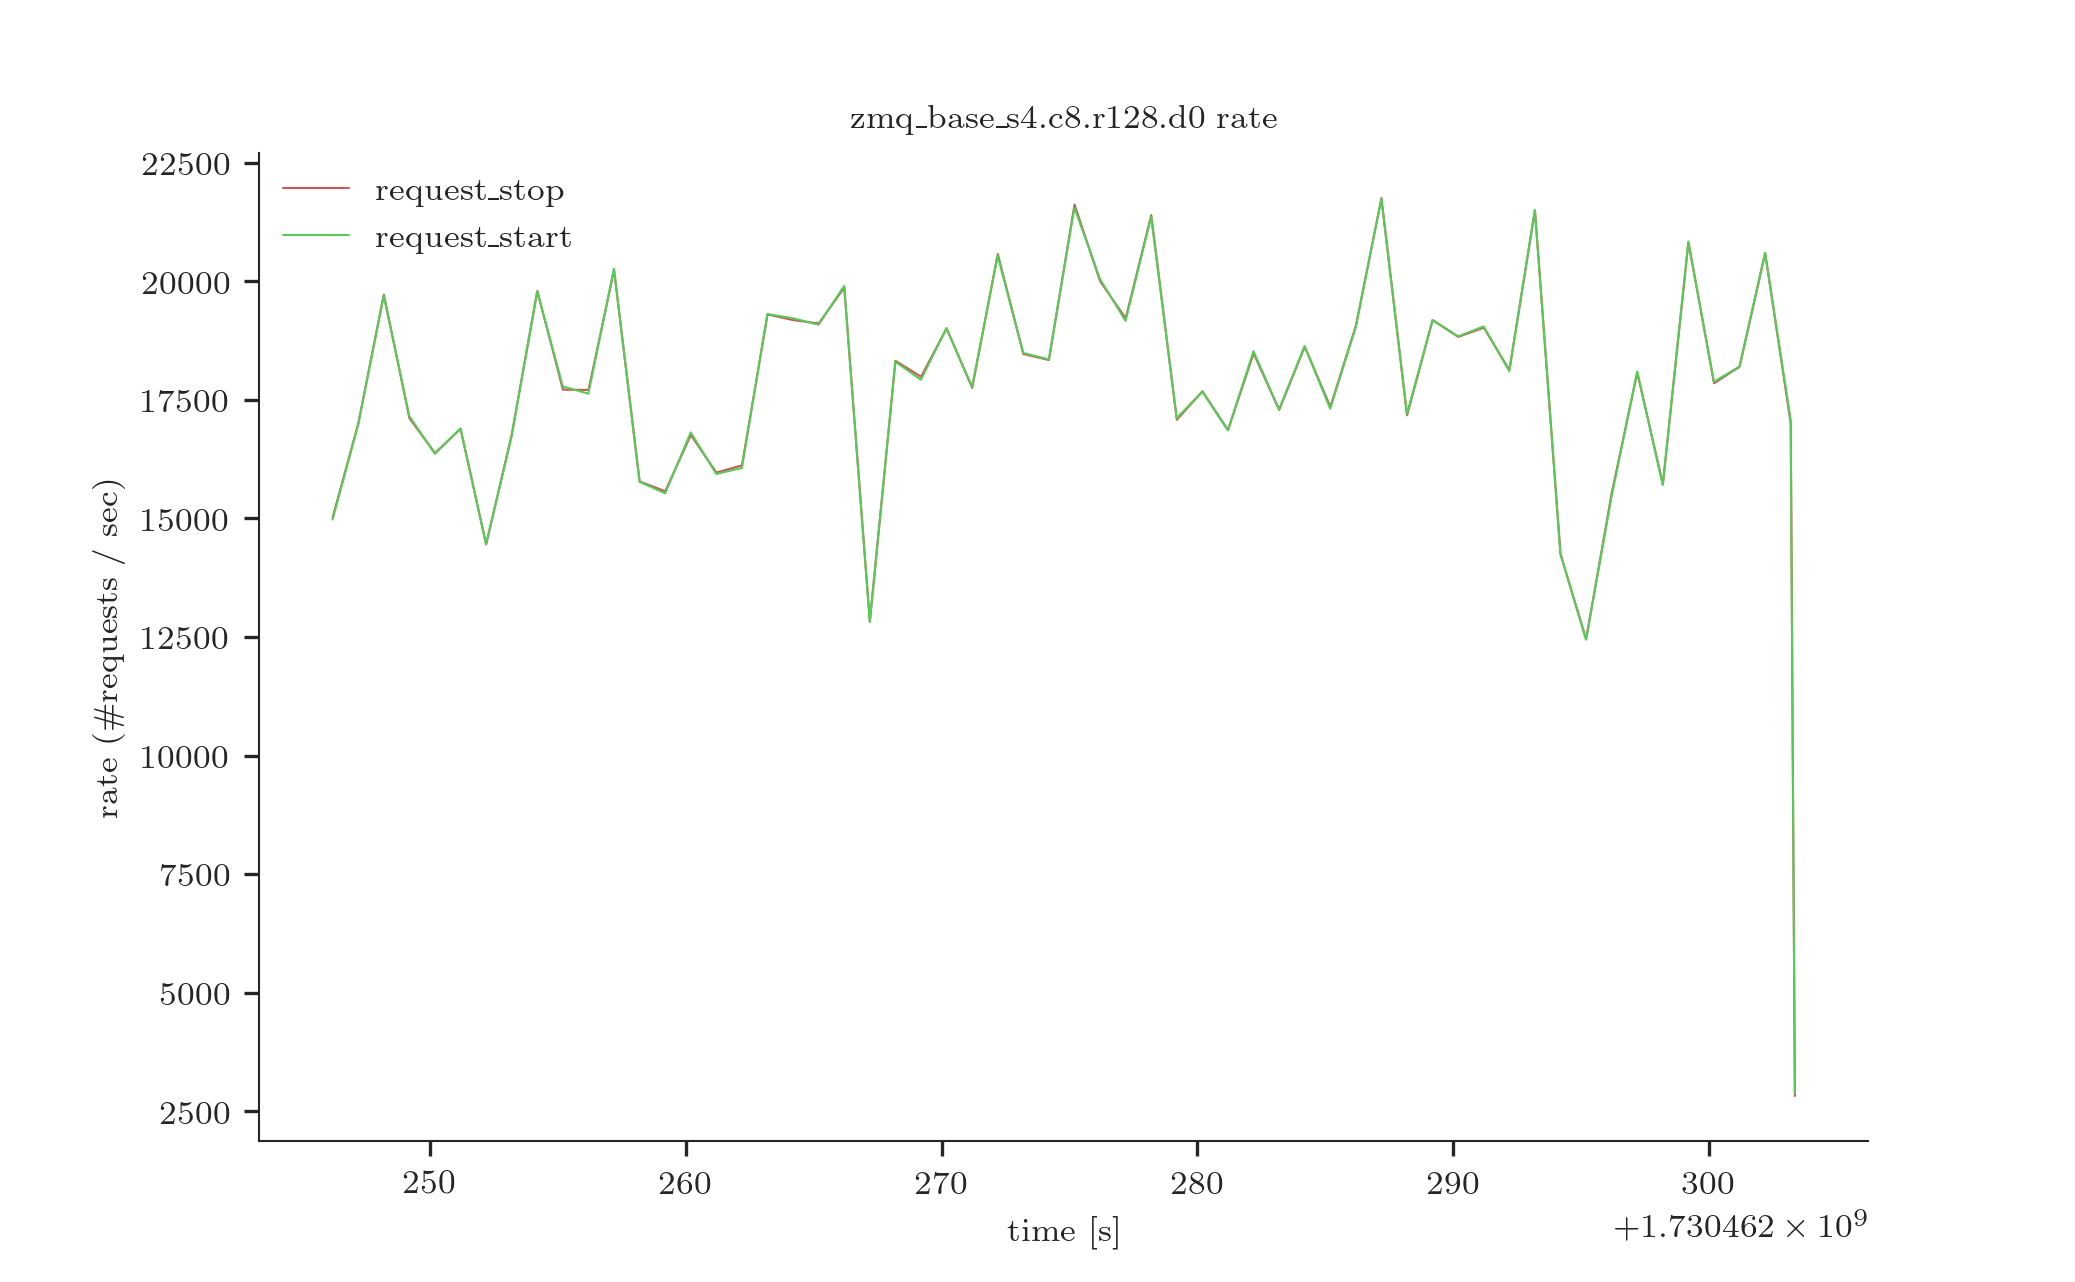 zmq_base_s4.c8.r128.d0 rate
request_stop
request_start
22500
20000
17500
15000
12500
10000
7500
5000
2500
rate (#requests / sec)
250 260 270 280 290 300
time [s]
+1.730462 × 10⁹